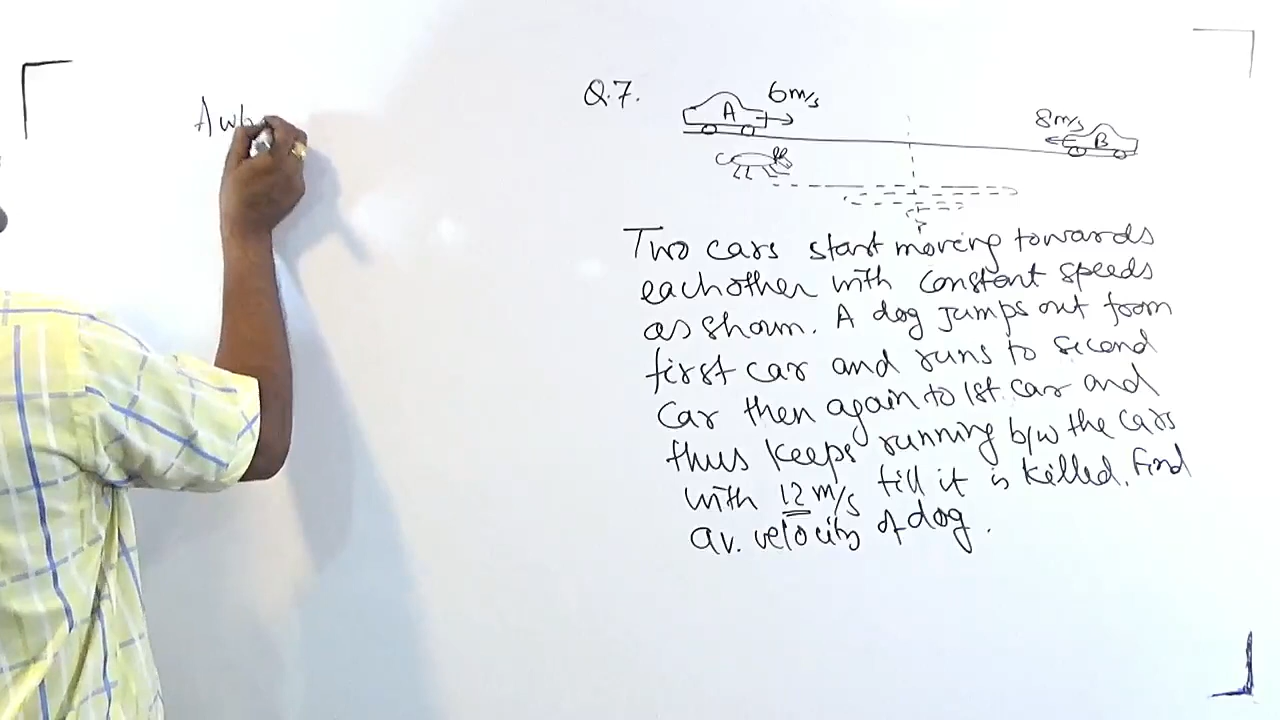 A wh
Q.7.
A
6m/s
8m/s
B
Two cars start moving towards
eachother with constant speeds
as shown. A dog jumps out from
first car and runs to second
Car then again to 1st. car and
thus keeps running b/w the cars
with 12 m/s till it is killed. Find
av. velocity of dog.